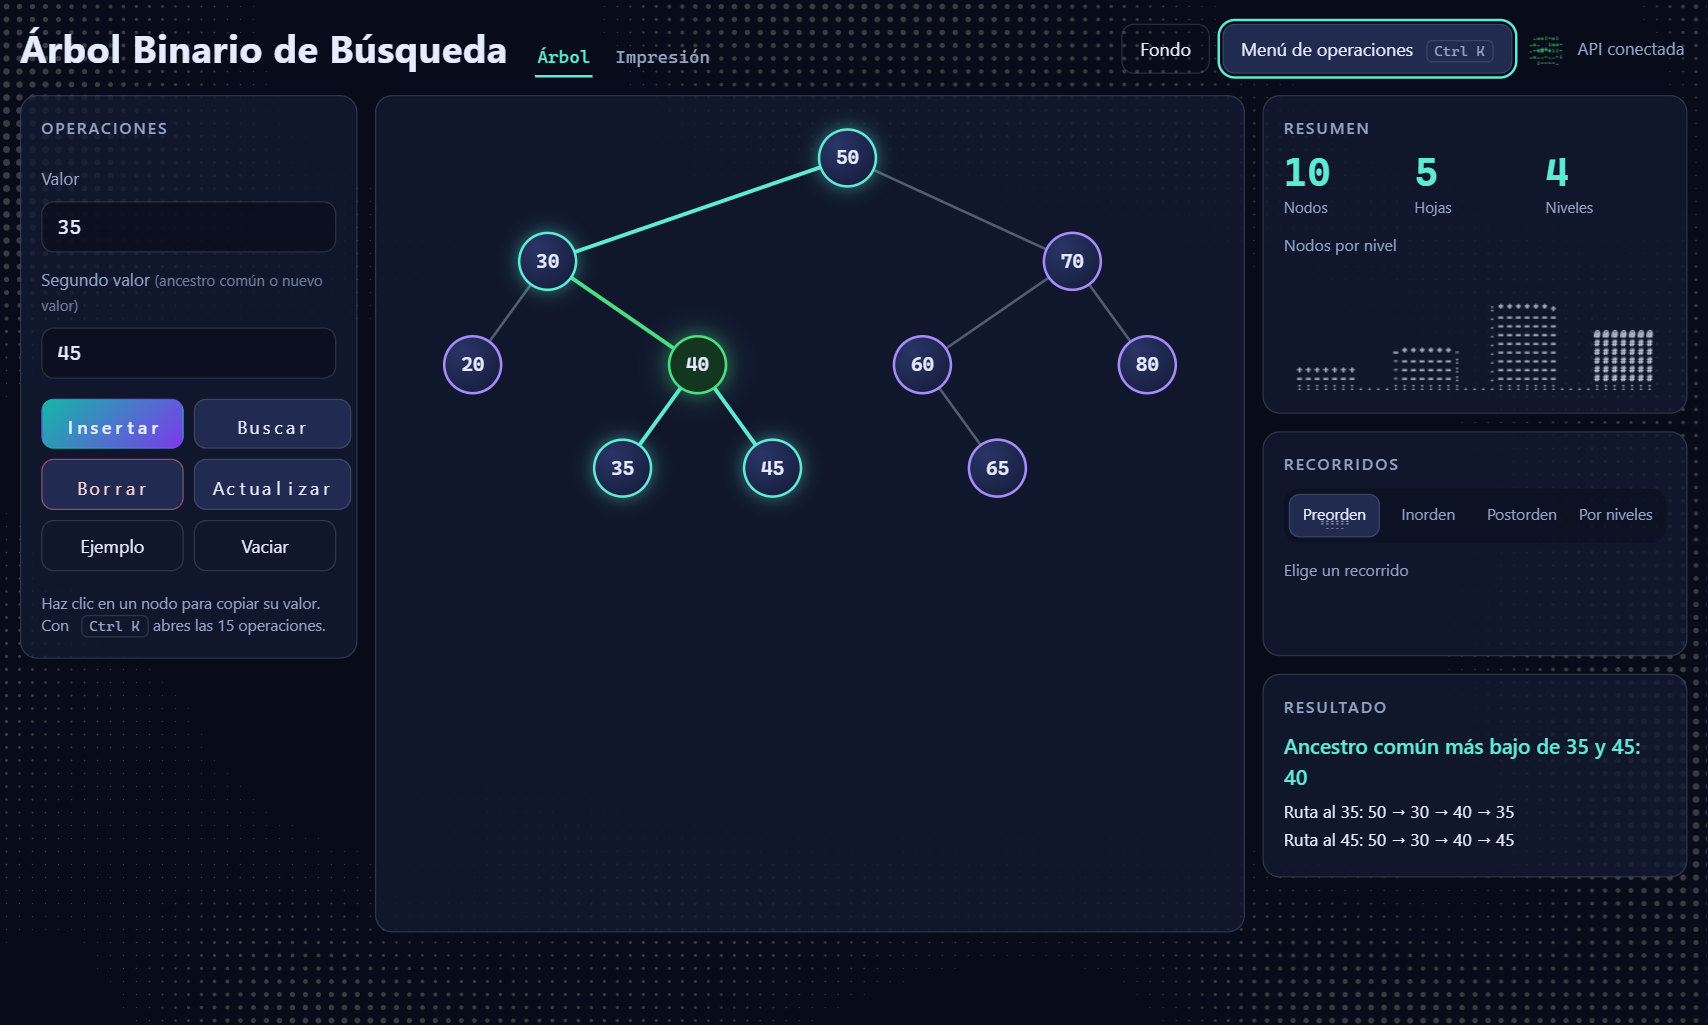 Árbol Binario de Búsqueda
Árbol
Impresión
Fondo
Menú de operaciones Ctrl K
API conectada
OPERACIONES
Valor
35
Segundo valor (ancestro común o nuevo
valor)
45
Insertar
Buscar
Borrar
Actualizar
Ejemplo
Vaciar
Haz clic en un nodo para copiar su valor.
Con Ctrl K abres las 15 operaciones.
50
30
70
20
40
60
80
35
45
65
RESUMEN
10
5
4
Nodos
Hojas
Niveles
Nodos por nivel
RECORRIDOS
Preorden
Inorden
Postorden
Por niveles
Elige un recorrido
RESULTADO
Ancestro común más bajo de 35 y 45:
40
Ruta al 35: 50 → 30 → 40 → 35
Ruta al 45: 50 → 30 → 40 → 45